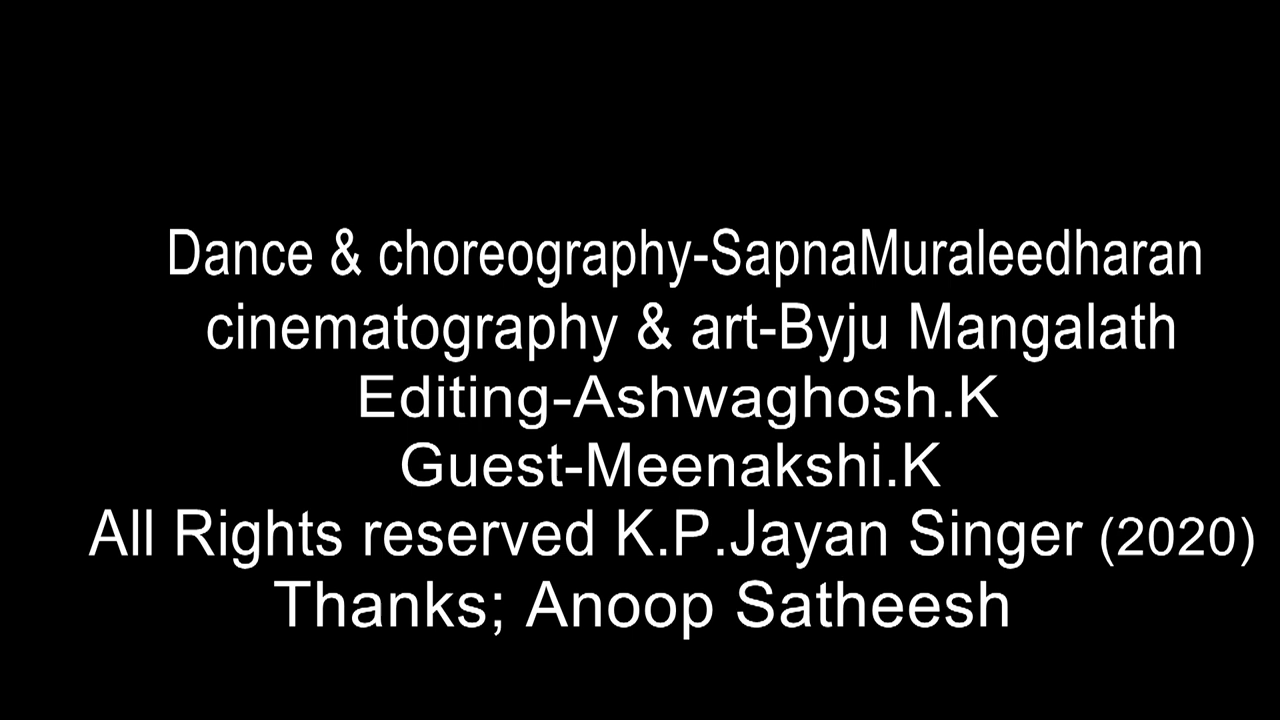 Dance & choreography-SapnaMuraleedharan
cinematography & art-Byju Mangalath
Editing-Ashwaghosh.K
Guest-Meenakshi.K
All Rights reserved K.P.Jayan Singer (2020)
Thanks; Anoop Satheesh